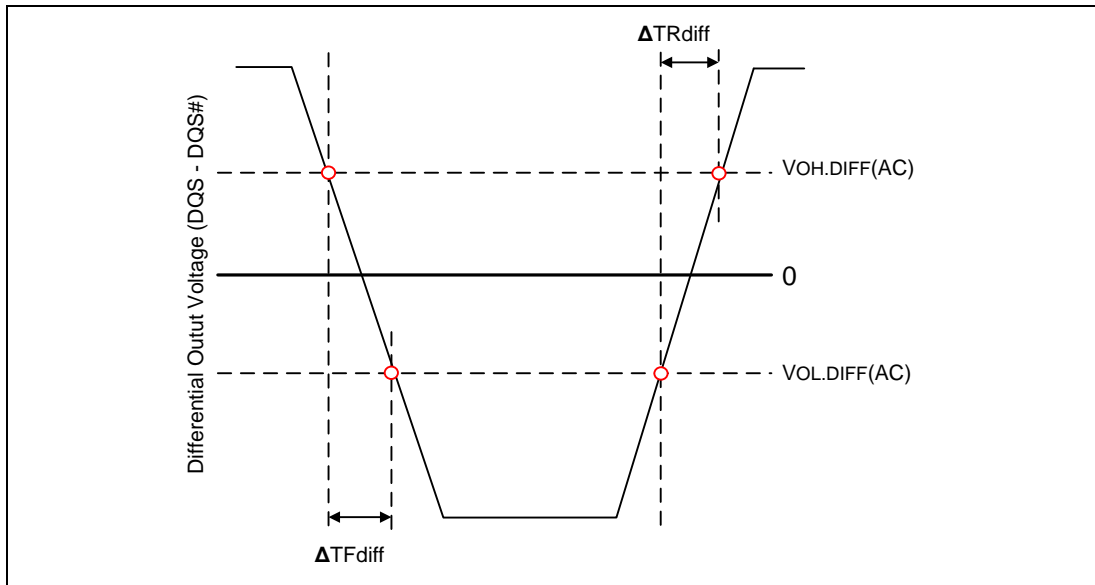 ΔTRdiff
Differential Outut Voltage (DQS - DQS#)
VOH.DIFF(AC)
0
VOL.DIFF(AC)
ΔTFdiff